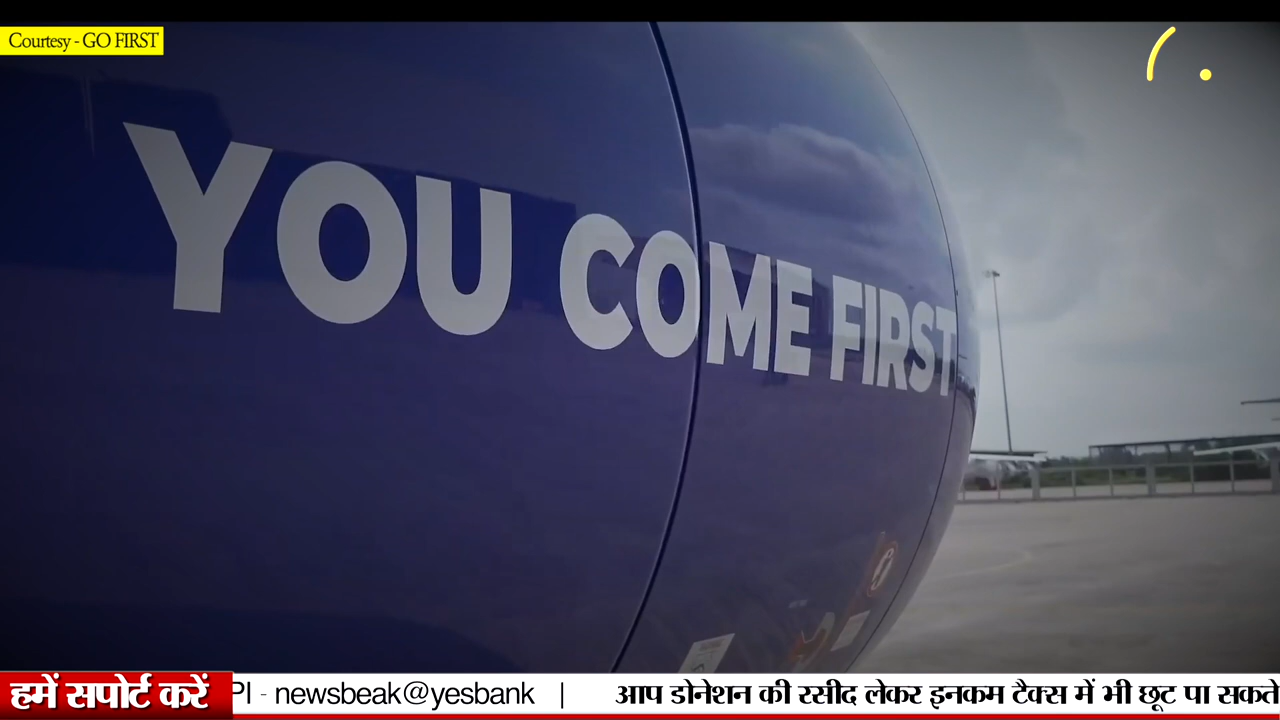 Courtesy - GO FIRST
YOU COME FIRST
हमें सपोर्ट करें
PI - newsbeak@yesbank | आप डोनेशन की रसीद लेकर इनकम टैक्स में भी छूट पा सकते